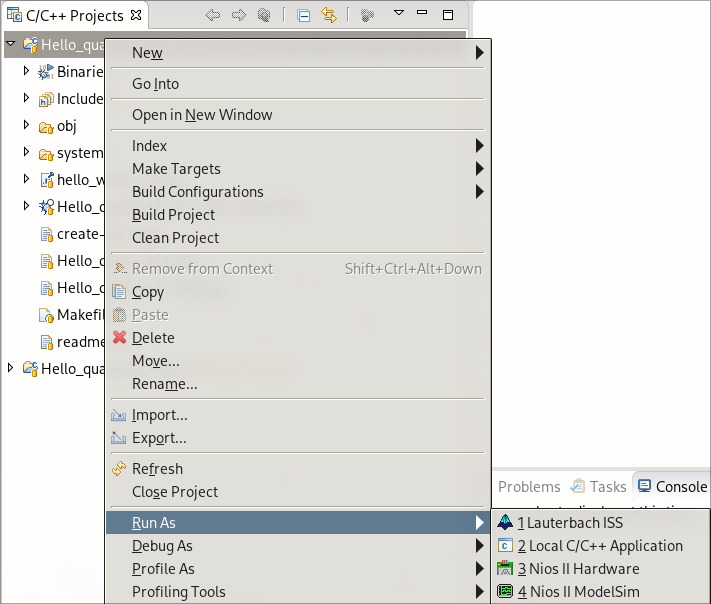 C/C++ Projects
Hello_qua
New
Binarie
Go Into
Include
Open in New Window
obj
Index
system
Make Targets
hello_w
Build Configurations
Hello_
Build Project
create-
Clean Project
Hello_
Remove from Context Shift+Ctrl+Alt+Down
Hello_
Copy
Makefil
Paste
readme
Delete
Hello_qua
Move...
Rename...
Import...
Export...
Refresh
Close Project
Problems Tasks Console
Run As
1 Lauterbach ISS
Debug As
2 Local C/C++ Application
Profile As
3 Nios II Hardware
Profiling Tools
4 Nios II ModelSim